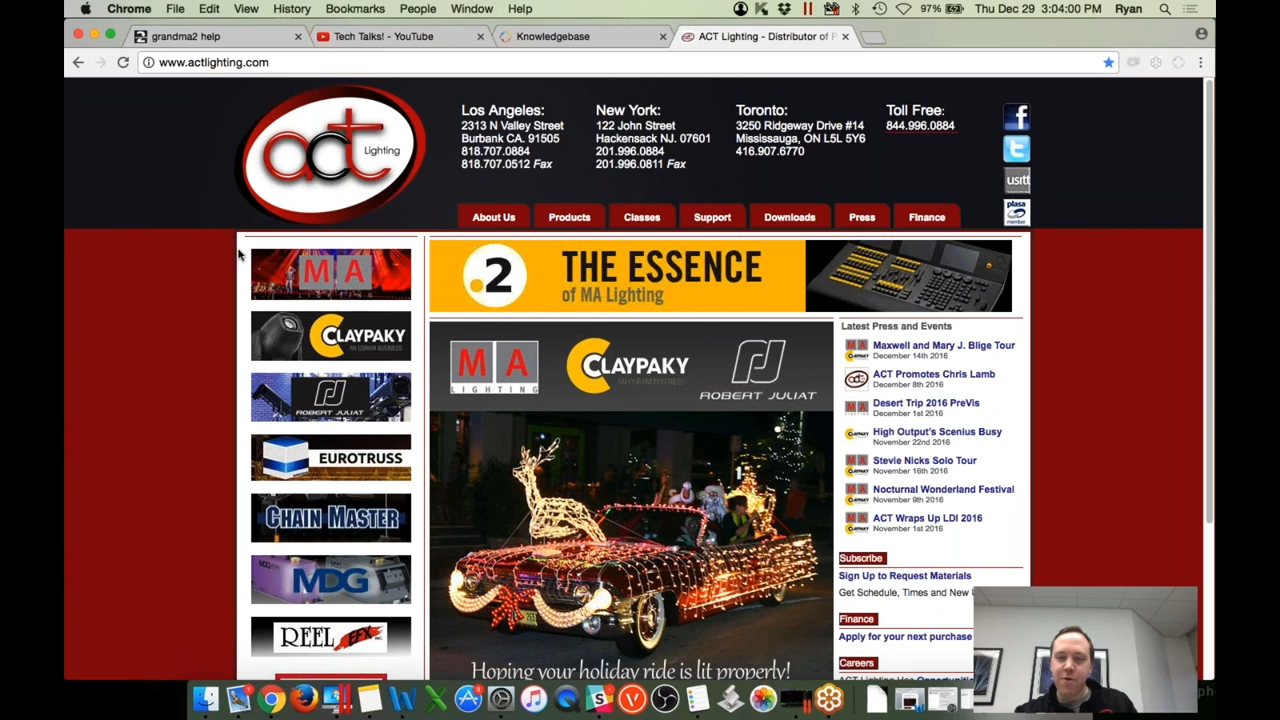 Chrome File Edit View History Bookmarks People Window Help
97% Thu Dec 29 3:04:00 PM Ryan
grandma2 help
Tech Talks! - YouTube
Knowledgebase
ACT Lighting - Distributor of P
www.actlighting.com
act
Lighting
Los Angeles:
2313 N Valley Street
Burbank CA. 91505
818.707.0884
818.707.0512 Fax
New York:
122 John Street
Hackensack NJ. 07601
201.996.0884
201.996.0811 Fax
Toronto:
3250 Ridgeway Drive #14
Mississauga, ON L5L 5Y6
416.907.6770
Toll Free:
844.996.0884
usitt
plasa
member
About Us
Products
Classes
Support
Downloads
Press
Finance
MA
CLAYPAKY
AN OSRAM BUSINESS
ROBERT JULIAT
EUROTRUSS
CHAIN MASTER
MDG
REEL EFX INC.
.2 THE ESSENCE
of MA Lighting
MA
LIGHTING
CLAYPAKY
AN OSRAM BUSINESS
ROBERT JULIAT
Hoping your holiday ride is lit properly!
Latest Press and Events
Maxwell and Mary J. Blige Tour
December 14th 2016
ACT Promotes Chris Lamb
December 8th 2016
Desert Trip 2016 PreVis
December 1st 2016
High Output's Scenius Busy
November 22nd 2016
Stevie Nicks Solo Tour
November 16th 2016
Nocturnal Wonderland Festival
November 9th 2016
ACT Wraps Up LDI 2016
November 1st 2016
Subscribe
Sign Up to Request Materials
Get Schedule, Times and New
Finance
Apply for your next purchase
Careers